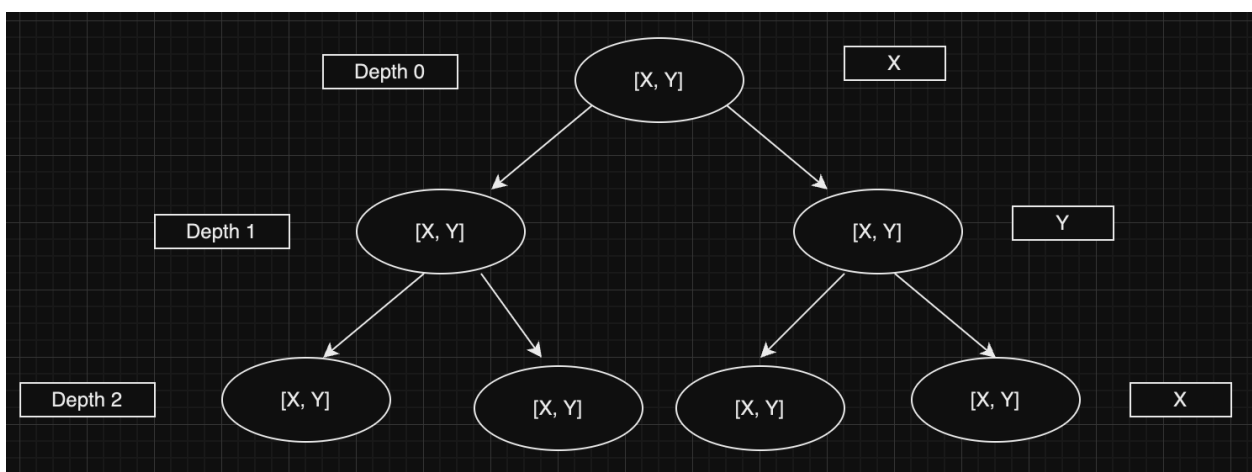 Depth 0
[X, Y]
X
Depth 1
[X, Y]
[X, Y]
Y
Depth 2
[X, Y]
[X, Y]
[X, Y]
[X, Y]
X